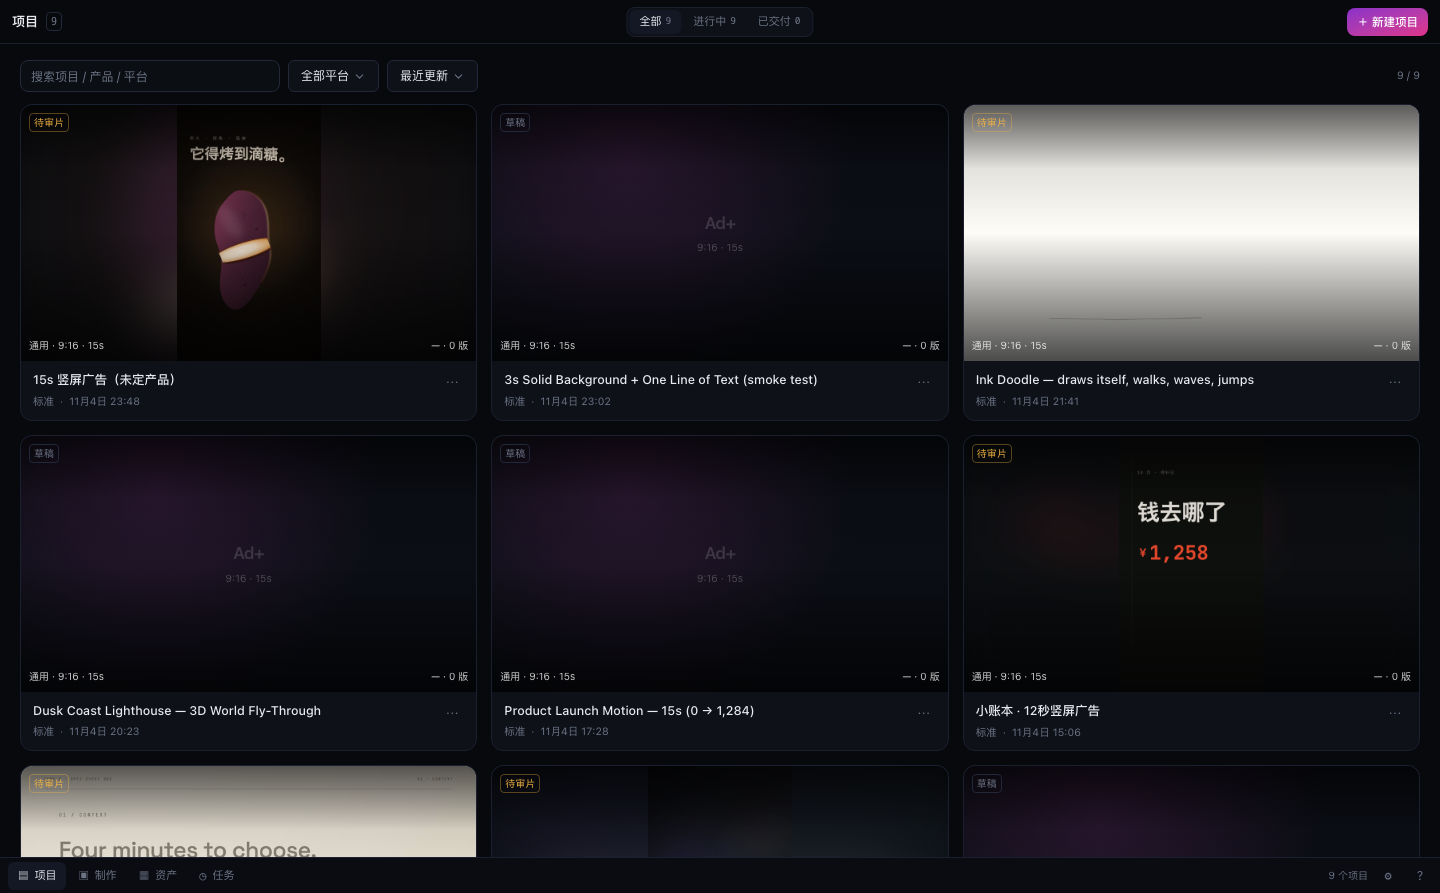 项目 9
全部 9 进行中 9 已交付 0
+ 新建项目
搜索项目 / 产品 / 平台
全部平台
最近更新
9 / 9
待审片
它得烤到滴糖。
通用 · 9:16 · 15s
— · 0 版
15s 竖屏广告（未定产品）
...
标准 · 11月4日 23:48
草稿
Ad+
9:16 · 15s
通用 · 9:16 · 15s
— · 0 版
3s Solid Background + One Line of Text (smoke test)
...
标准 · 11月4日 23:02
待审片
通用 · 9:16 · 15s
— · 0 版
Ink Doodle — draws itself, walks, waves, jumps
...
标准 · 11月4日 21:41
草稿
Ad+
9:16 · 15s
通用 · 9:16 · 15s
— · 0 版
Dusk Coast Lighthouse — 3D World Fly-Through
...
标准 · 11月4日 20:23
草稿
Ad+
9:16 · 15s
通用 · 9:16 · 15s
— · 0 版
Product Launch Motion — 15s (0 → 1,284)
...
标准 · 11月4日 17:28
待审片
钱去哪了
¥1,258
通用 · 9:16 · 15s
— · 0 版
小账本 · 12秒竖屏广告
...
标准 · 11月4日 15:06
待审片
01 / CONTEXT
Four minutes to choose.
待审片
草稿
项目 制作 资产 任务
9 个项目
?